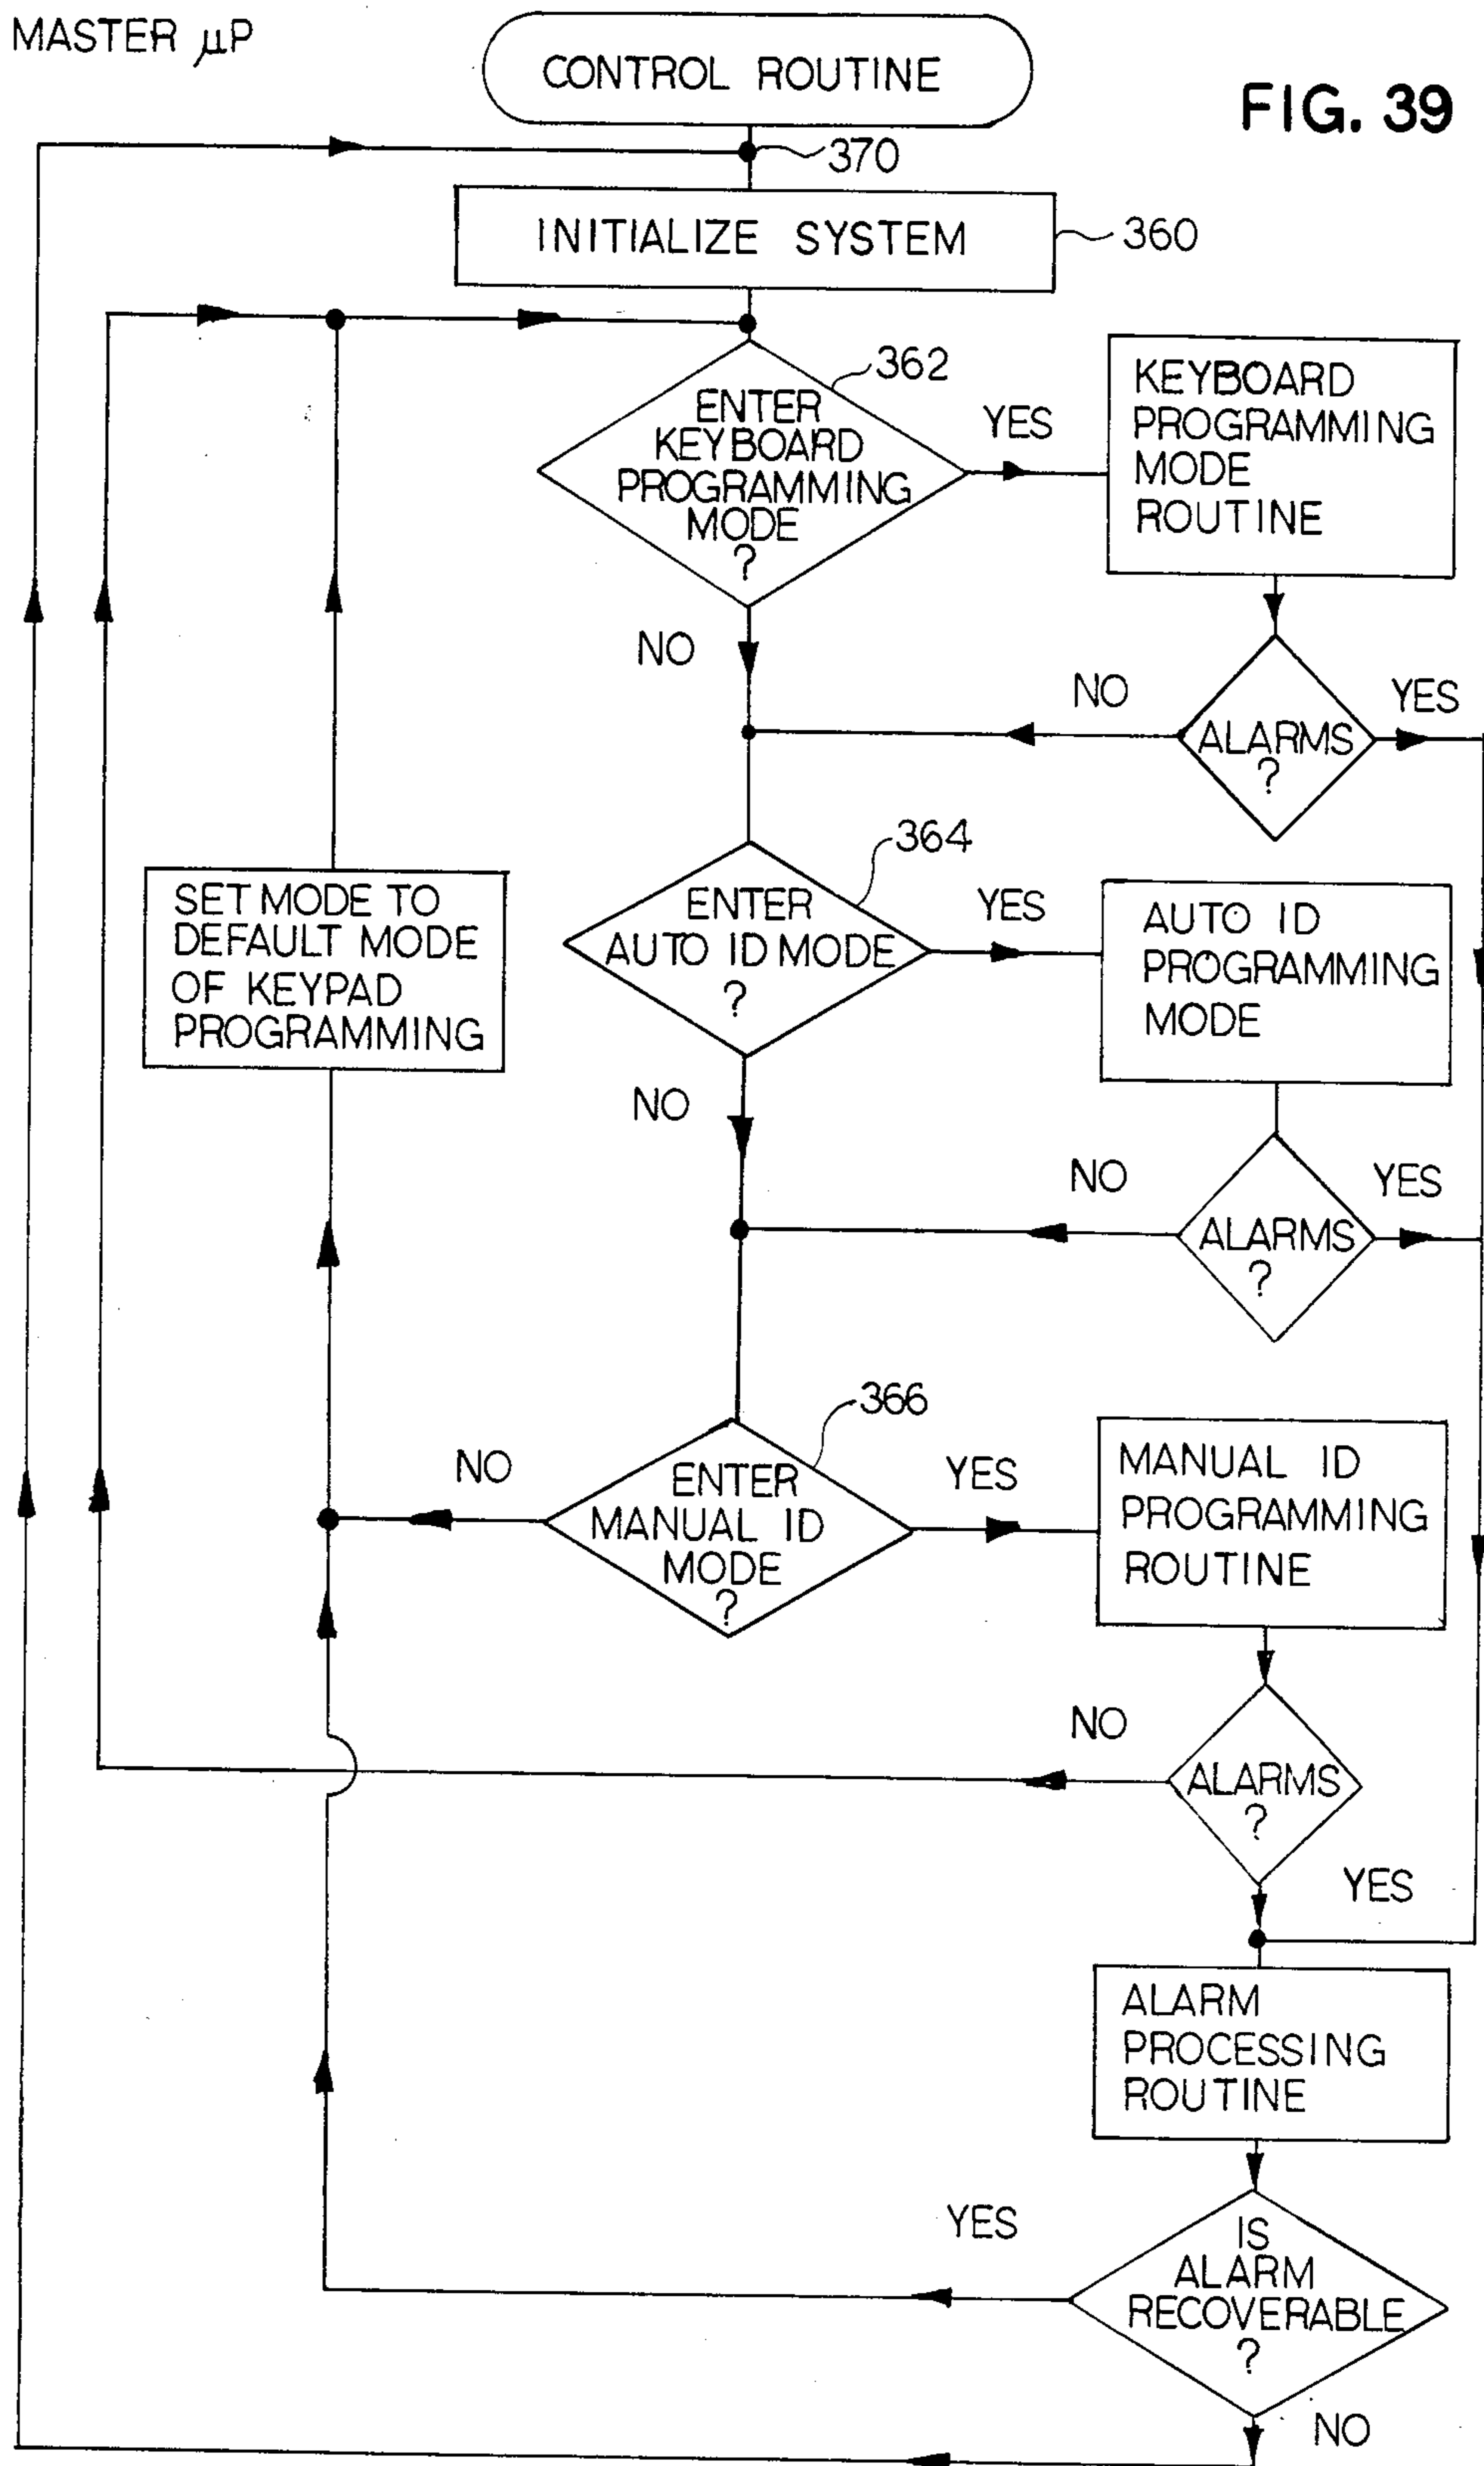 MASTER µP
CONTROL ROUTINE
FIG. 39
370
INITIALIZE SYSTEM
360
362
ENTER
KEYBOARD
PROGRAMMING
MODE
?
YES
KEYBOARD
PROGRAMMING
MODE
ROUTINE
NO
NO
YES
ALARMS
?
364
ENTER
AUTO ID MODE
?
YES
AUTO ID
PROGRAMMING
MODE
SET MODE TO
DEFAULT MODE
OF KEYPAD
PROGRAMMING
NO
NO
YES
ALARMS
?
366
NO
ENTER
MANUAL ID
MODE
?
YES
MANUAL ID
PROGRAMMING
ROUTINE
NO
ALARMS
?
YES
ALARM
PROCESSING
ROUTINE
YES
IS
ALARM
RECOVERABLE
?
NO